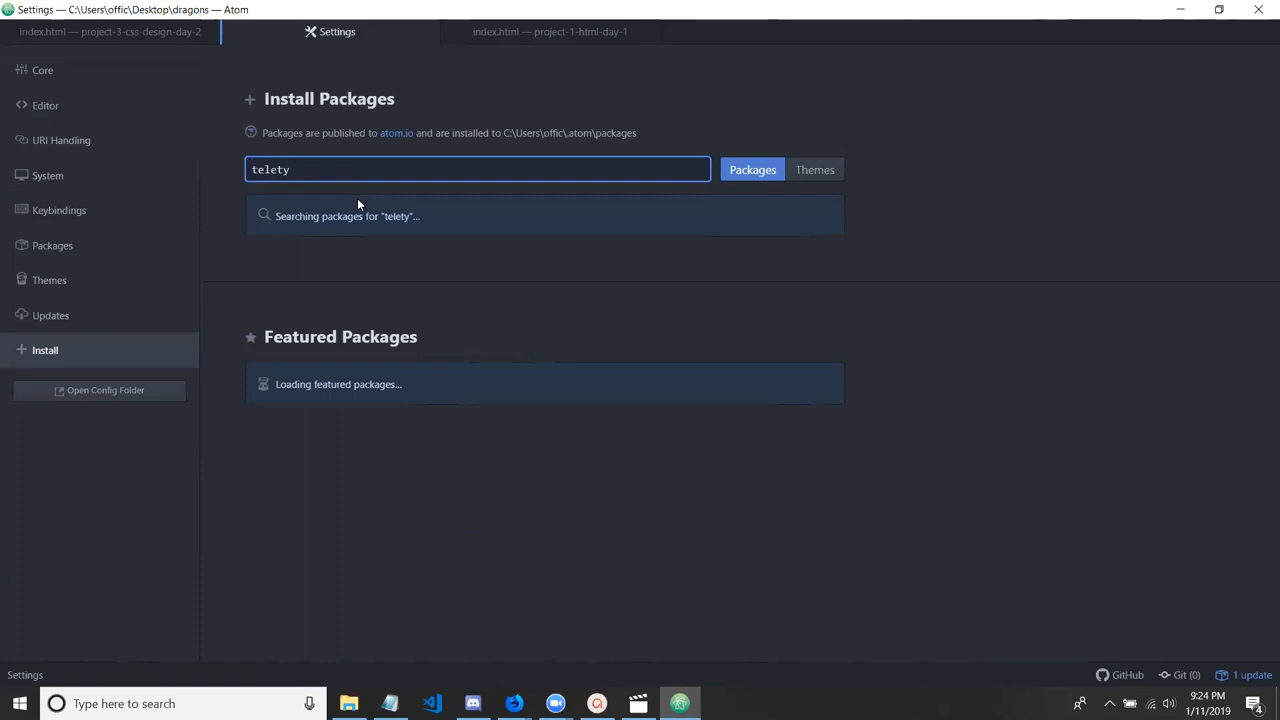 Settings — C:\Users\offic\Desktop\dragons — Atom
index.html — project-3-css-design-day-2
Settings
index.html — project-1-html-day-1
Core
Editor
URI Handling
System
Keybindings
Packages
Themes
Updates
Install
Open Config Folder
Install Packages
Packages are published to atom.io and are installed to C:\Users\offic\.atom\packages
telety
Packages
Themes
Searching packages for "telety"...
Featured Packages
Loading featured packages...
Settings
GitHub
Git (0)
1 update
Type here to search
9:24 PM
1/11/2019
4